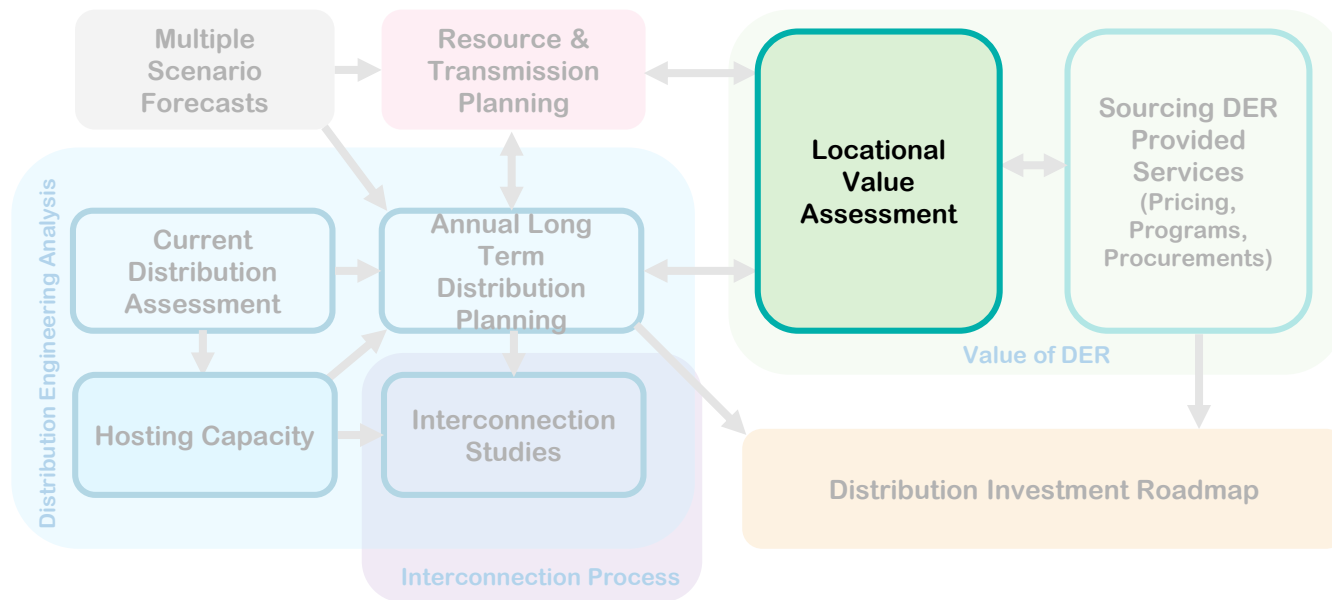 Multiple
Scenario
Forecasts
Resource &
Transmission
Planning
Locational
Value
Assessment
Sourcing DER
Provided
Services
(Pricing,
Programs,
Procurements)
Value of DER
Distribution Engineering Analysis
Current
Distribution
Assessment
Annual Long
Term
Distribution
Planning
Hosting Capacity
Interconnection
Studies
Interconnection Process
Distribution Investment Roadmap